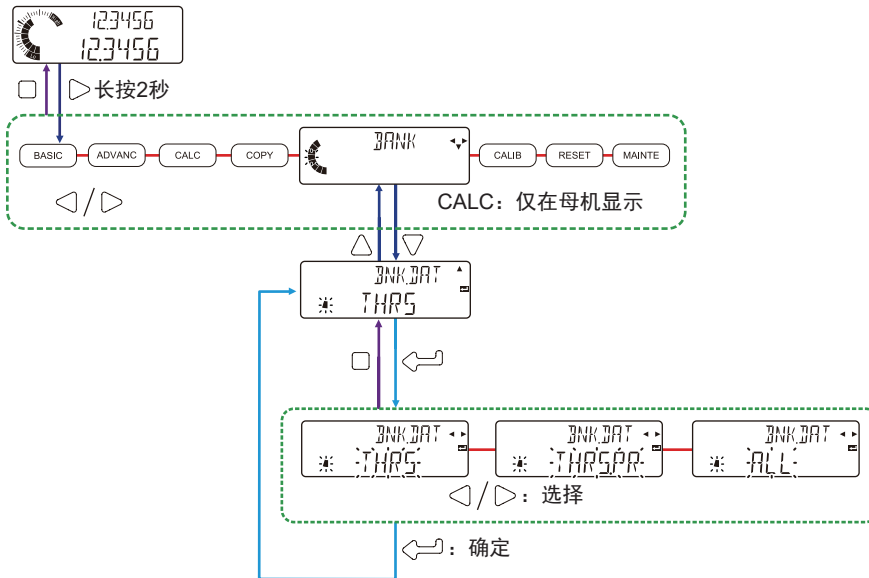 12.3456
12.3456
长按2秒
BASIC ADVANC CALC COPY BANK CALIB RESET MAINTE
CALC：仅在母机显示
BNK.DAT
THRS
BNK.DAT BNK.DAT BNK.DAT
THRS THRS.PR ALL
：选择
：确定